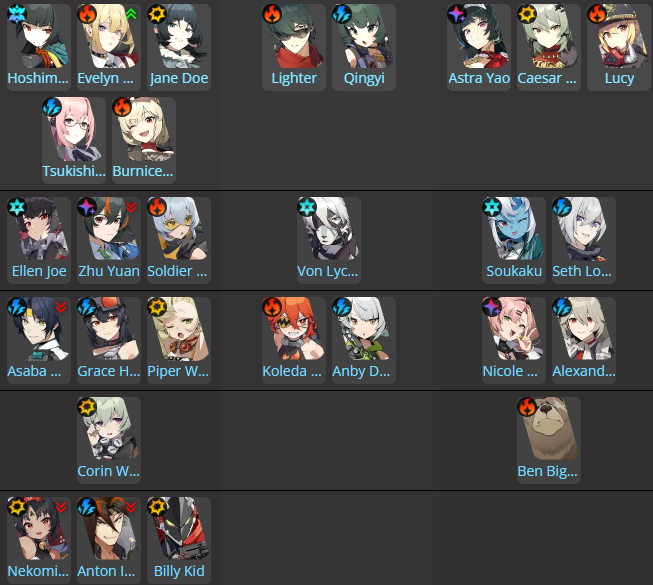 Hoshim... Evelyn ... Jane Doe Lighter Qingyi Astra Yao Caesar ... Lucy
Tsukishi... Burnice...
Ellen Joe Zhu Yuan Soldier ... Von Lyc... Soukaku Seth Lo...
Asaba ... Grace H... Piper W... Koleda ... Anby D... Nicole ... Alexand...
Corin W... Ben Big...
Nekomi... Anton I... Billy Kid